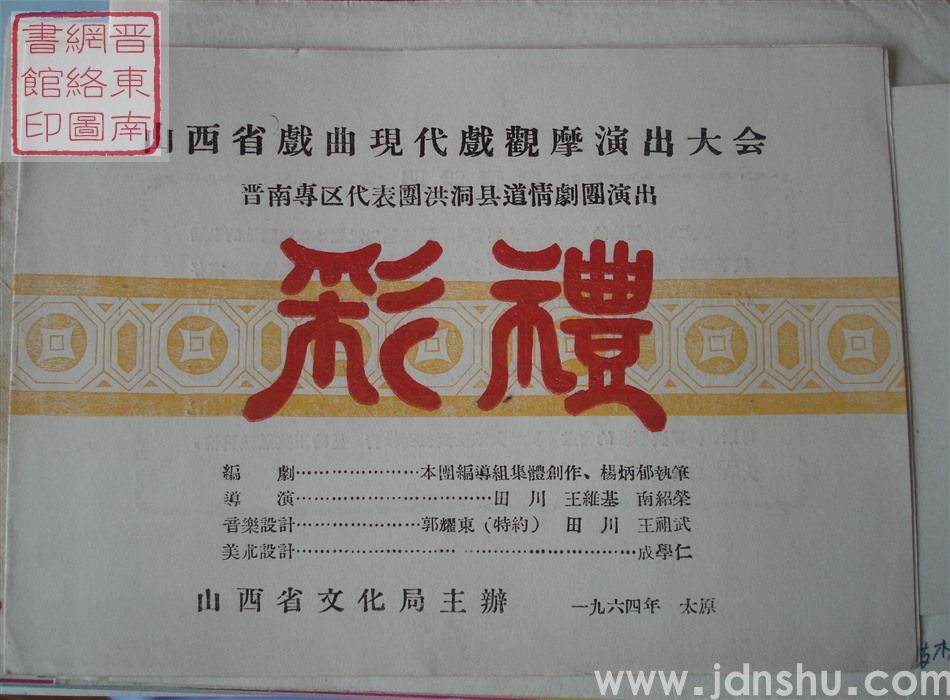 晋東南
網絡圖
書館印
山西省戲曲現代戲觀摩演出大会
晋南專区代表團洪洞县道情劇團演出
彩禮
編劇……………………本团編導組集體創作、楊炳郁執筆
導演……………………田川 王維基 南紹榮
音樂設計……………………郭耀東(特約) 田川 王祖武
美术設計……………………成學仁
山西省文化局主辦 一九六四年 太原
www.jdnshu.com